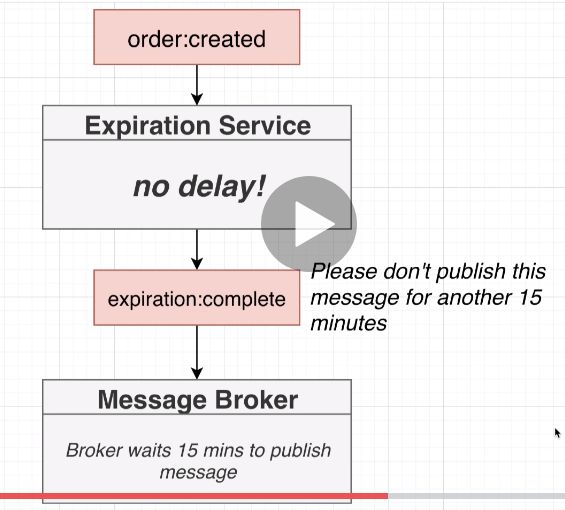 order:created
Expiration Service
no delay!
expiration:complete
Please don't publish this
message for another 15
minutes
Message Broker
Broker waits 15 mins to publish
message